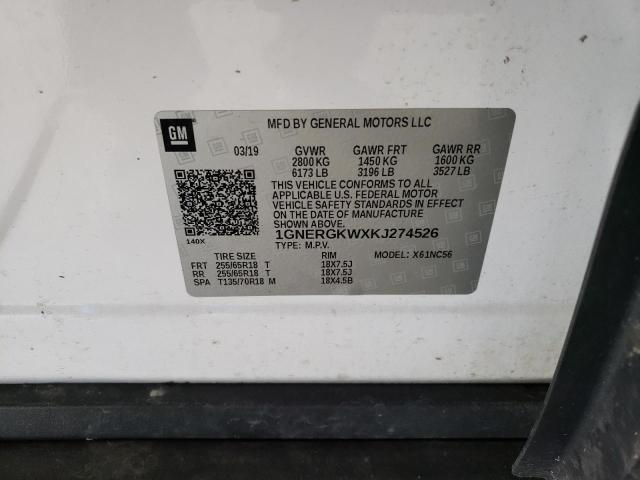 GM
MFD BY GENERAL MOTORS LLC
03/19 GVWR GAWR FRT GAWR RR
2800 KG 1450 KG 1600 KG
6173 LB 3196 LB 3527 LB
THIS VEHICLE CONFORMS TO ALL
APPLICABLE U.S. FEDERAL MOTOR
VEHICLE SAFETY STANDARDS IN EFFECT
ON THE DATE OF MANUFACTURE
SHOWN ABOVE.
1GNERGKWXKJ274526
140X TYPE: M.P.V.
TIRE SIZE RIM MODEL: X61NC56
FRT 255/65R18 T 18X7.5J
RR 255/65R18 T 18X7.5J
SPA T135/70R18 M 18X4.5B